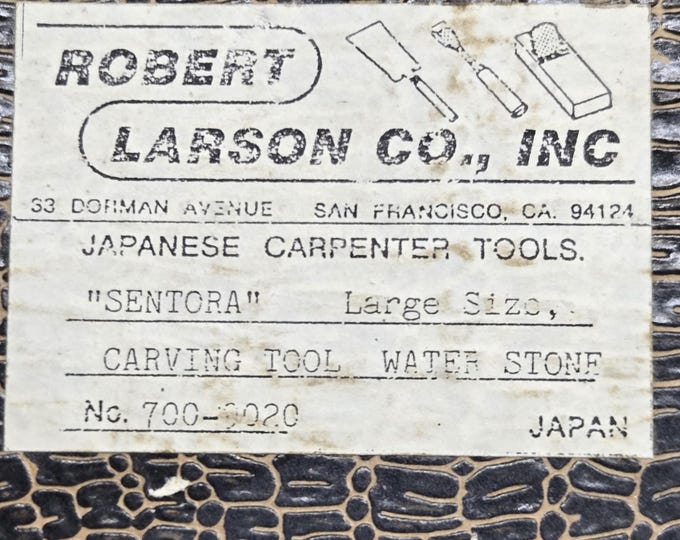 ROBERT
LARSON CO., INC
33 DORMAN AVENUE SAN FRANCISCO, CA. 94124
JAPANESE CARPENTER TOOLS.
"SENTORA" Large Size,
CARVING TOOL WATER STONE
No.
JAPAN